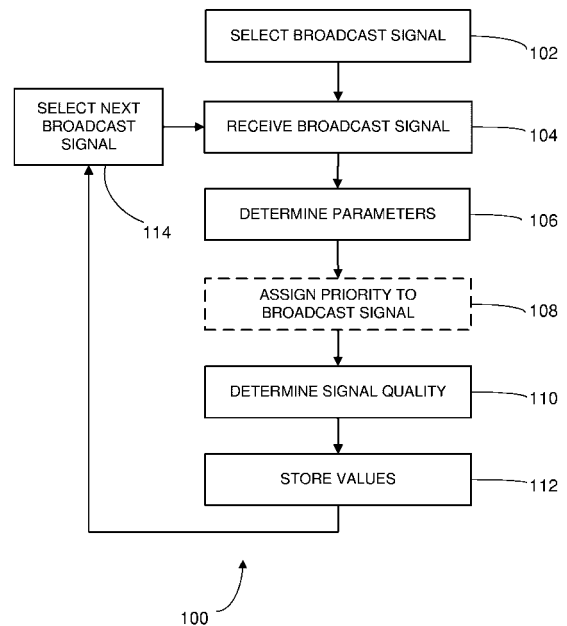 SELECT BROADCAST SIGNAL
102
SELECT NEXT
BROADCAST
SIGNAL
RECEIVE BROADCAST SIGNAL
104
114
DETERMINE PARAMETERS
106
ASSIGN PRIORITY TO
BROADCAST SIGNAL
108
DETERMINE SIGNAL QUALITY
110
STORE VALUES
112
100